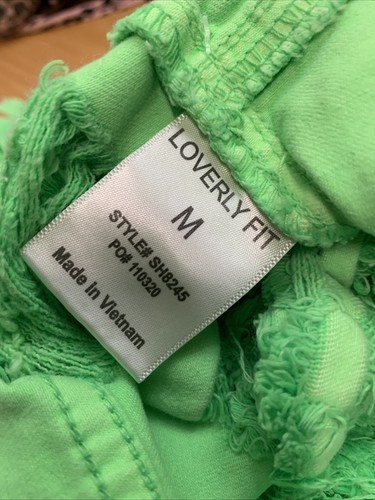 LOVERLY FIT
M
STYLE# SH8245
PO# 110320
Made in Vietnam